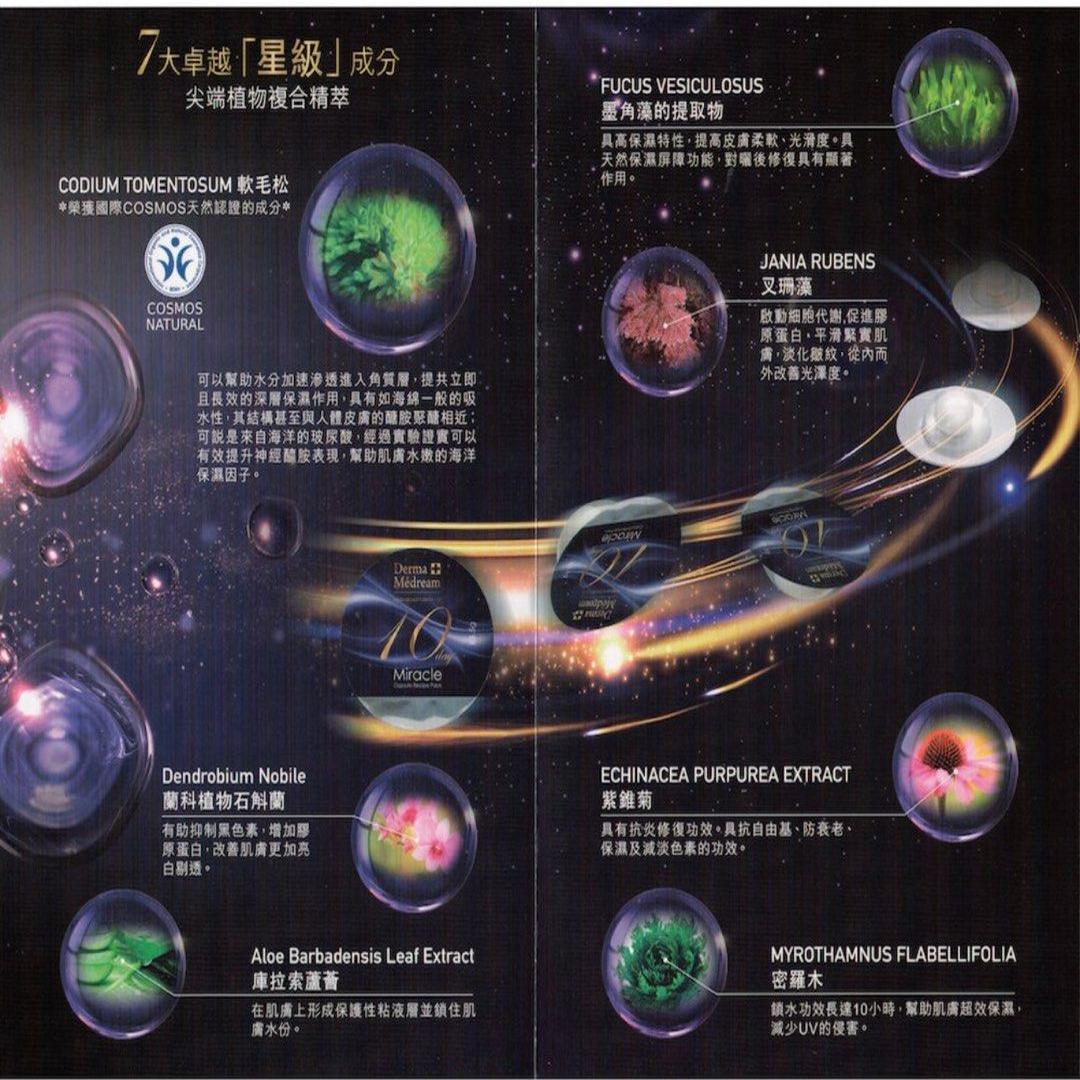 7大卓越「星級」成分
尖端植物複合精萃
CODIUM TOMENTOSUM 軟毛松
*榮獲國際COSMOS天然認證的成分*
COSMOS
NATURAL
可以幫助水分加速滲透進入角質層，提共立即
且長效的深層保濕作用，具有如海綿一般的吸
水性，其結構甚至與人體皮膚的醯胺聚醣相近；
可説是來自海洋的玻尿酸，經過實驗證實可以
有效提升神經醯胺表現，幫助肌膚水嫩的海洋
保濕因子。
FUCUS VESICULOSUS
墨角藻的提取物
具高保濕特性，提高皮膚柔軟、光滑度。具
天然保濕屏障功能，對曬後修復具有顯著
作用。
JANIA RUBENS
叉珊藻
啟動細胞代謝,促進膠
原蛋白，平滑緊實肌
膚，淡化皺紋，從內而
外改善光澤度。
Derma
Médream
10day
Miracle
Miracle
10
Derma
Médream
Miracle
10
Derma
Médream
Dendrobium Nobile
蘭科植物石斛蘭
有助抑制黑色素，增加膠
原蛋白，改善肌膚更加亮
白剔透。
Aloe Barbadensis Leaf Extract
庫拉索蘆薈
在肌膚上形成保護性粘液層並鎖住肌
膚水份。
ECHINACEA PURPUREA EXTRACT
紫錐菊
具有抗炎修復功效。具抗自由基、防衰老、
保濕及減淡色素的功效。
MYROTHAMNUS FLABELLIFOLIA
密羅木
鎖水功效長達10小時，幫助肌膚超效保濕，
減少UV的侵害。